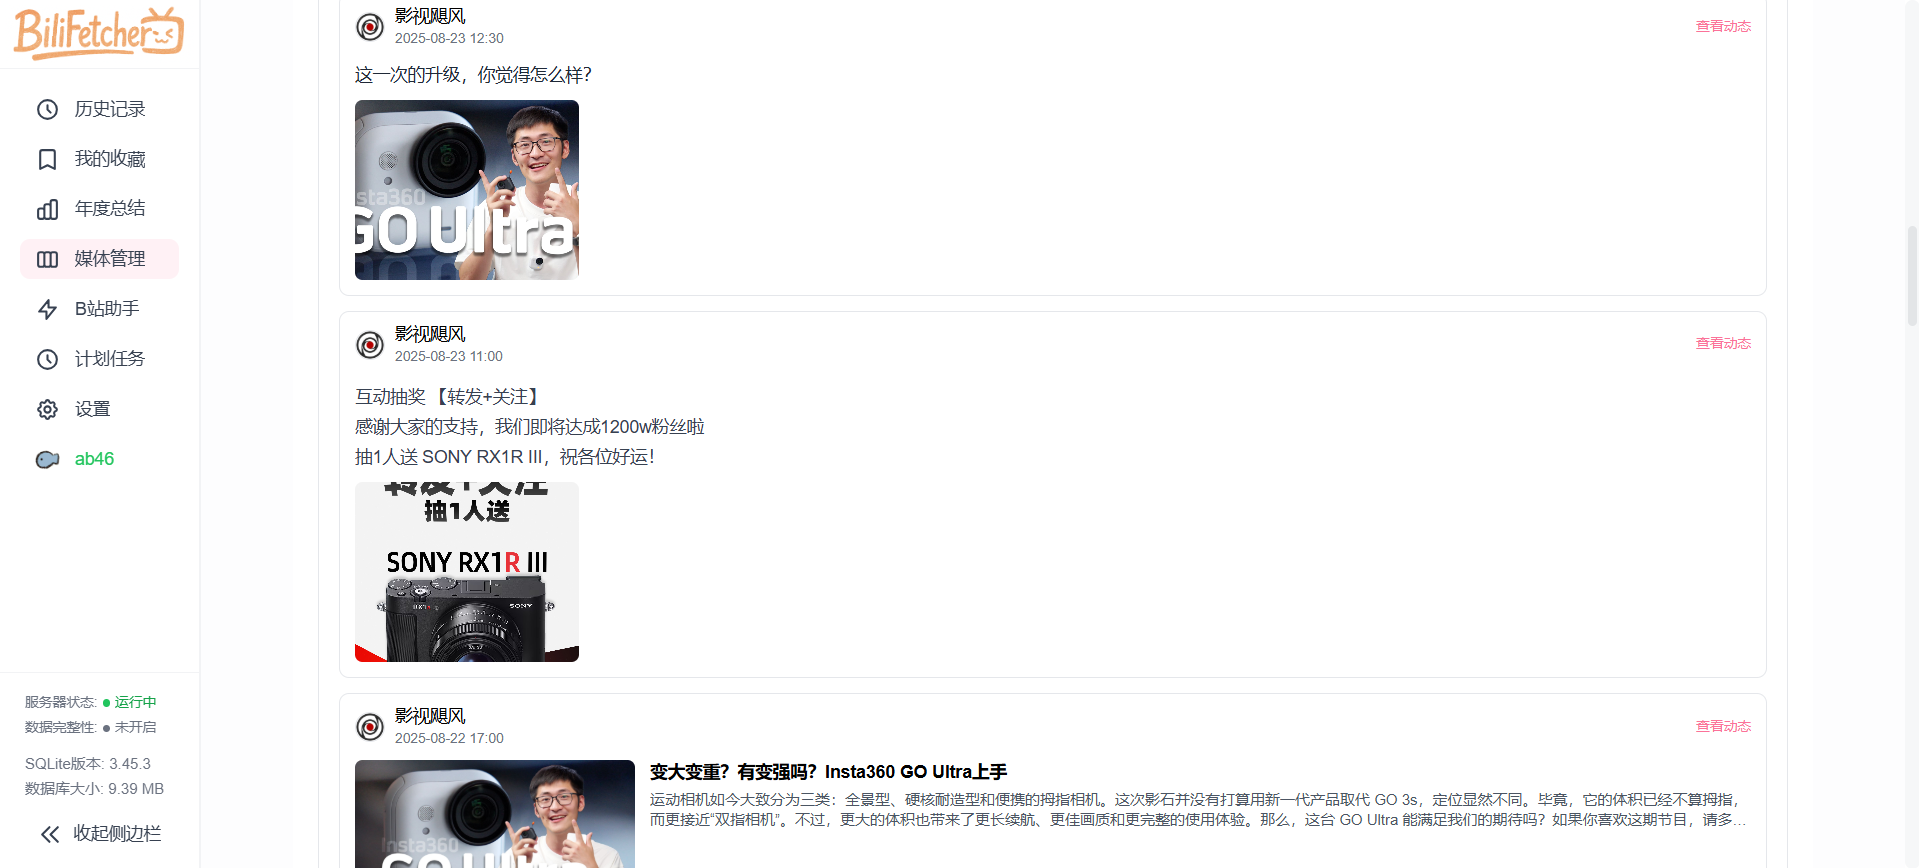 BiliFetcher
历史记录
我的收藏
年度总结
媒体管理
B站助手
计划任务
设置
ab46
服务器状态: 运行中
数据完整性: 未开启
SQLite版本: 3.45.3
数据库大小: 9.39 MB
收起侧边栏
影视飓风
2025-08-23 12:30
查看动态
这一次的升级，你觉得怎么样？
Insta360
GO Ultra
影视飓风
2025-08-23 11:00
查看动态
互动抽奖 【转发+关注】
感谢大家的支持，我们即将达成1200w粉丝啦
抽1人送 SONY RX1R III，祝各位好运！
转发+关注
抽1人送
SONY RX1R III
SONY
影视飓风
2025-08-22 17:00
查看动态
变大变重？有变强吗？Insta360 GO Ultra上手
运动相机如今大致分为三类：全景型、硬核耐造型和便携的拇指相机。这次影石并没有打算用新一代产品取代 GO 3s，定位显然不同。毕竟，它的体积已经不算拇指，
而更接近“双指相机”。不过，更大的体积也带来了更长续航、更佳画质和更完整的使用体验。那么，这台 GO Ultra 能满足我们的期待吗？如果你喜欢这期节目，请多…
Insta360
GO Ultra